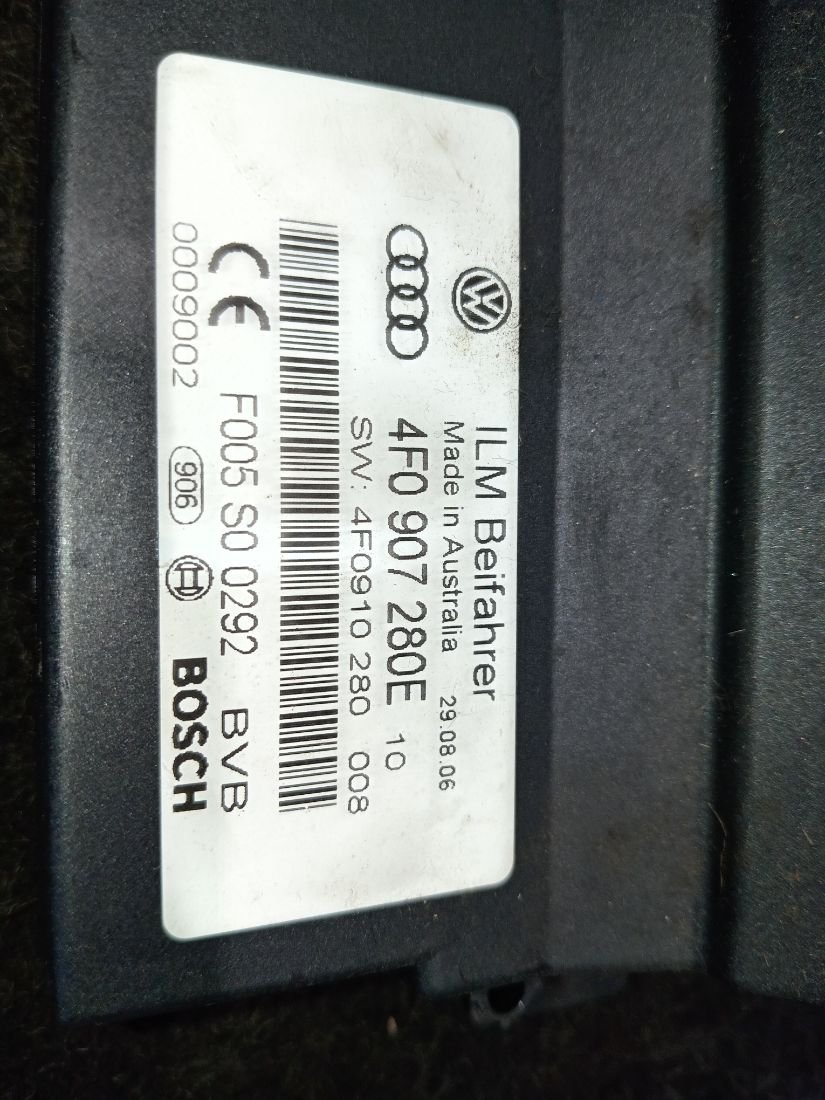 ILM Beifahrer
Made in Australia 29.08.06
4F0 907 280E 10
SW: 4F0910 280 008
F005 S0 0292 BVB
0009002 906 BOSCH